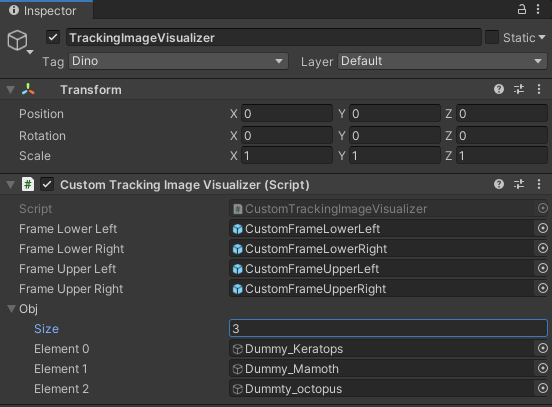 Inspector
TrackingImageVisualizer Static
Tag Dino Layer Default
Transform
Position X 0 Y 0 Z 0
Rotation X 0 Y 0 Z 0
Scale X 1 Y 1 Z 1
# Custom Tracking Image Visualizer (Script)
Script # CustomTrackingImageVisualizer
Frame Lower Left CustomFrameLowerLeft
Frame Lower Right CustomFrameLowerRight
Frame Upper Left CustomFrameUpperLeft
Frame Upper Right CustomFrameUpperRight
Obj
Size 3
Element 0 Dummy_Keratops
Element 1 Dummy_Mamoth
Element 2 Dummty_octopus